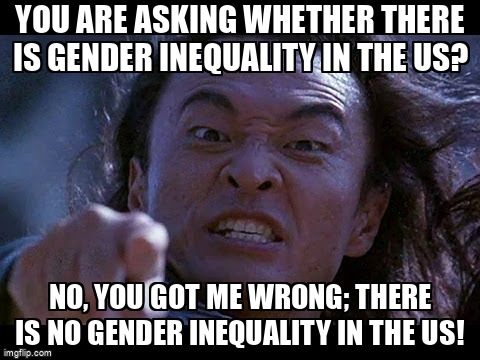 YOU ARE ASKING WHETHER THERE
IS GENDER INEQUALITY IN THE US?
NO, YOU GOT ME WRONG; THERE
IS NO GENDER INEQUALITY IN THE US!
imgflip.com